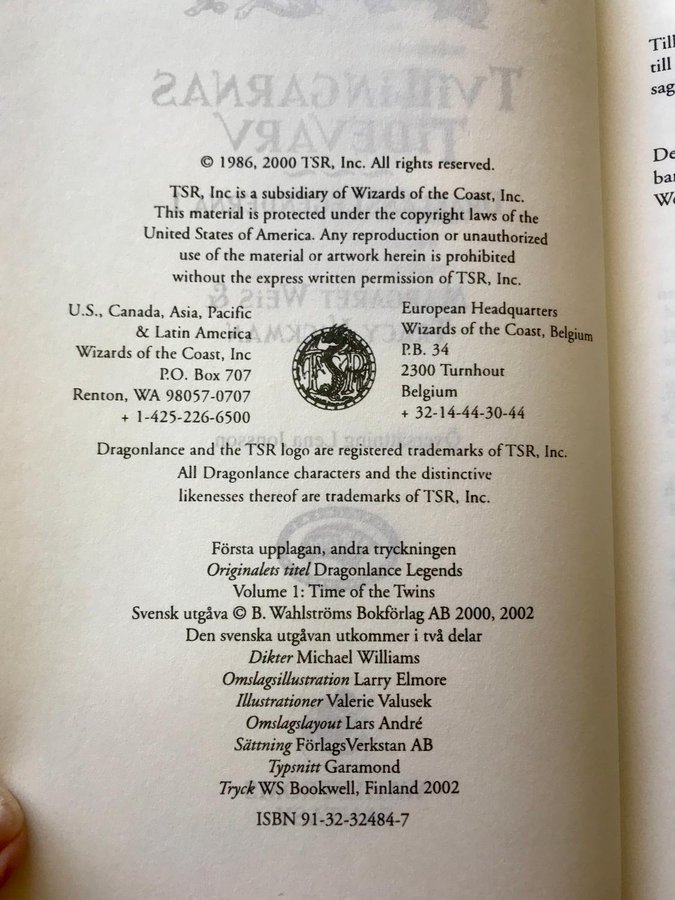 TVILLINGARNAS
TIDEVARV
© 1986, 2000 TSR, Inc. All rights reserved.
TSR, Inc is a subsidiary of Wizards of the Coast, Inc.
This material is protected under the copyright laws of the
United States of America. Any reproduction or unauthorized
use of the material or artwork herein is prohibited
without the express written permission of TSR, Inc.
U.S., Canada, Asia, Pacific
& Latin America
Wizards of the Coast, Inc
P.O. Box 707
Renton, WA 98057-0707
+ 1-425-226-6500
TSR
European Headquarters
Wizards of the Coast, Belgium
P.B. 34
2300 Turnhout
Belgium
+ 32-14-44-30-44
Översättning Lena Jonsson
Dragonlance and the TSR logo are registered trademarks of TSR, Inc.
All Dragonlance characters and the distinctive
likenesses thereof are trademarks of TSR, Inc.
Första upplagan, andra tryckningen
Originalets titel Dragonlance Legends
Volume 1: Time of the Twins
Svensk utgåva © B. Wahlströms Bokförlag AB 2000, 2002
Den svenska utgåvan utkommer i två delar
Dikter Michael Williams
Omslagsillustration Larry Elmore
Illustrationer Valerie Valusek
Omslagslayout Lars André
Sättning FörlagsVerkstan AB
Typsnitt Garamond
Tryck WS Bookwell, Finland 2002
ISBN 91-32-32484-7
till
sag